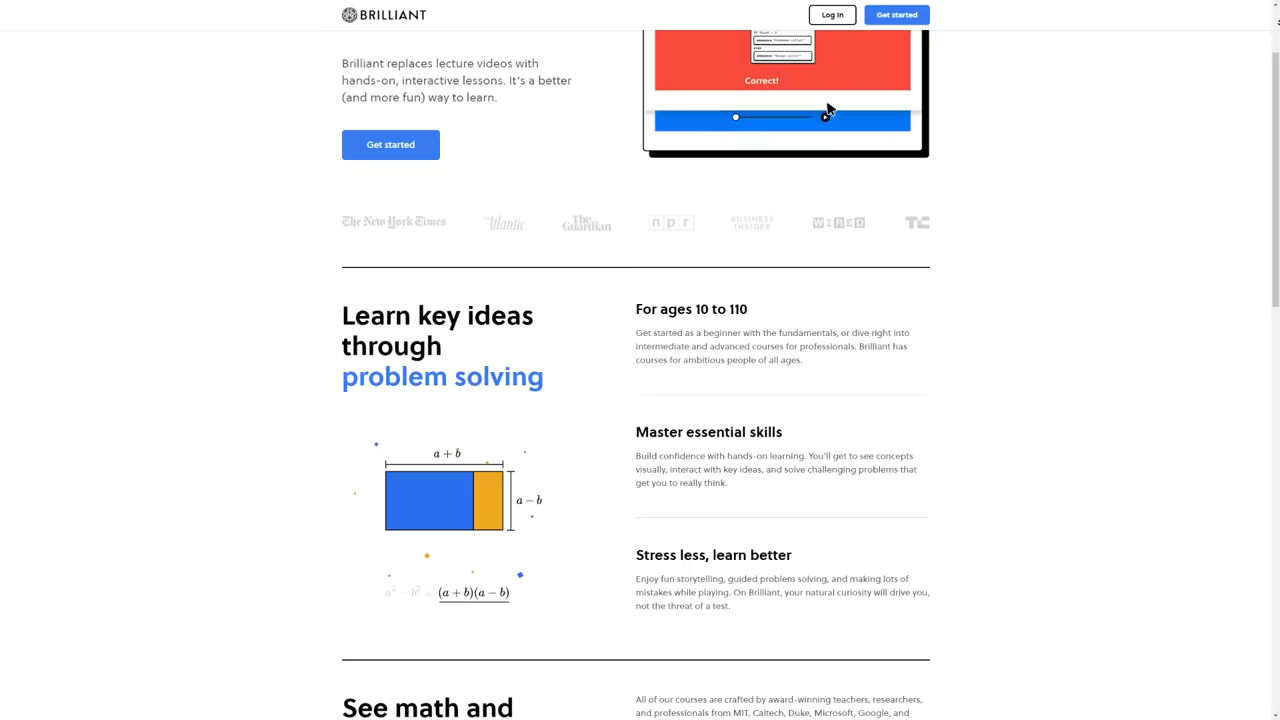 BRILLIANT
Log in
Get started
Brilliant replaces lecture videos with
hands-on, interactive lessons. It's a better
(and more fun) way to learn.
Get started
Correct!
The New York Times
The Atlantic
The Guardian
npr
BUSINESS INSIDER
WIRED
TC
Learn key ideas
through
problem solving
a + b
a − b
a² − b² = (a + b)(a − b)
For ages 10 to 110
Get started as a beginner with the fundamentals, or dive right into
intermediate and advanced courses for professionals. Brilliant has
courses for ambitious people of all ages.
Master essential skills
Build confidence with hands-on learning. You'll get to see concepts
visually, interact with key ideas, and solve challenging problems that
get you to really think.
Stress less, learn better
Enjoy fun storytelling, guided problem solving, and making lots of
mistakes while playing. On Brilliant, your natural curiosity will drive you,
not the threat of a test.
See math and
All of our courses are crafted by award-winning teachers, researchers,
and professionals from MIT, Caltech, Duke, Microsoft, Google, and